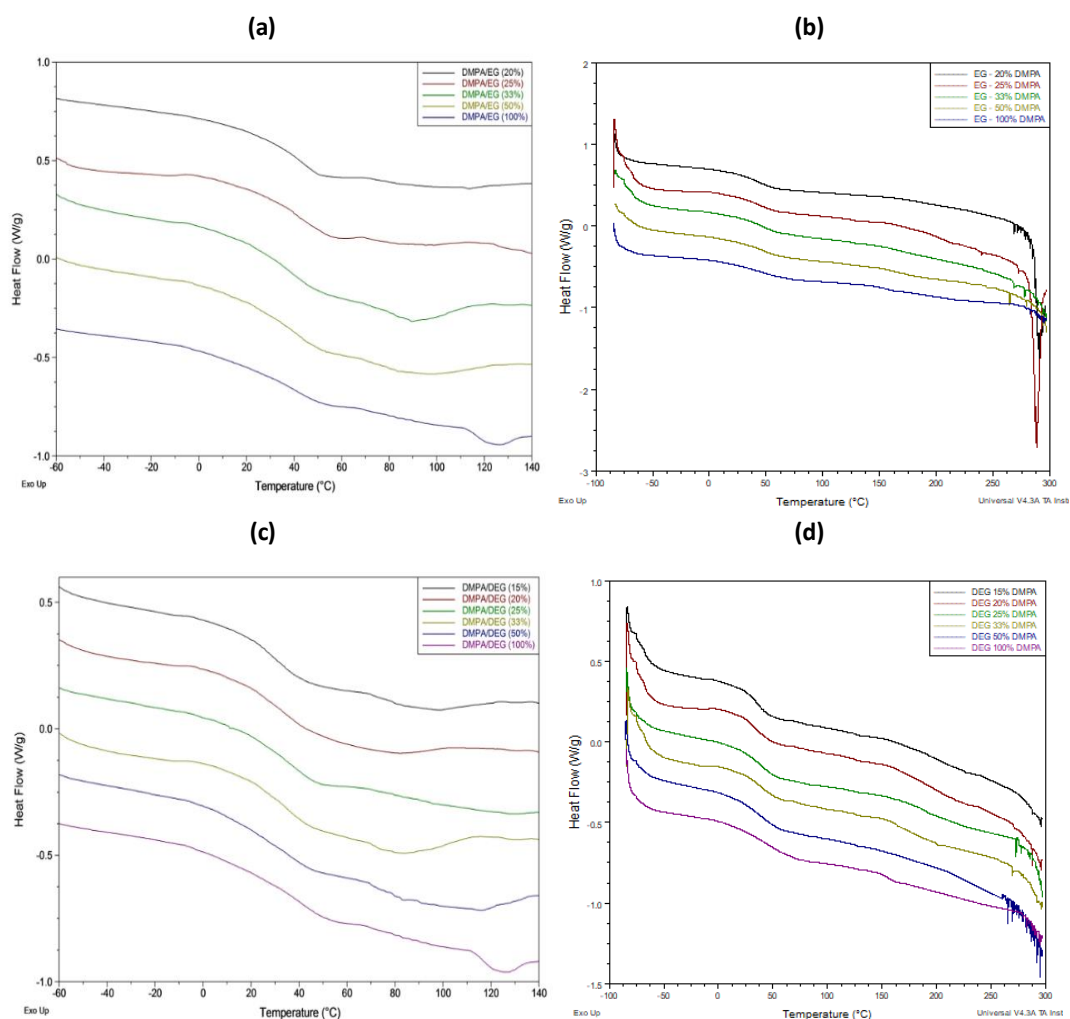 (a)
(b)
1.0
0.5
0.0
-0.5
-1.0
Heat Flow (W/g)
DMPA/EG (20%)
DMPA/EG (25%)
DMPA/EG (33%)
DMPA/EG (50%)
DMPA/EG (100%)
-60 -40 -20 0 20 40 60 80 100 120 140
Exo Up
Temperature (°C)
2
1
0
-1
-2
-3
Heat Flow (W/g)
EG - 20% DMPA
EG - 25% DMPA
EG - 33% DMPA
EG - 50% DMPA
EG - 100% DMPA
-100 -50 0 50 100 150 200 250 300
Exo Up
Temperature (°C)
Universal V4.3A TA Inst
(c)
(d)
0.5
0.0
-0.5
-1.0
Heat Flow (W/g)
DMPA/DEG (15%)
DMPA/DEG (20%)
DMPA/DEG (25%)
DMPA/DEG (33%)
DMPA/DEG (50%)
DMPA/DEG (100%)
-60 -40 -20 0 20 40 60 80 100 120 140
Exo Up
Temperature (°C)
1.0
0.5
0.0
-0.5
-1.0
-1.5
Heat Flow (W/g)
DEG 15% DMPA
DEG 20% DMPA
DEG 25% DMPA
DEG 33% DMPA
DEG 50% DMPA
DEG 100% DMPA
-100 -50 0 50 100 150 200 250 300
Exo Up
Temperature (°C)
Universal V4.3A TA Inst